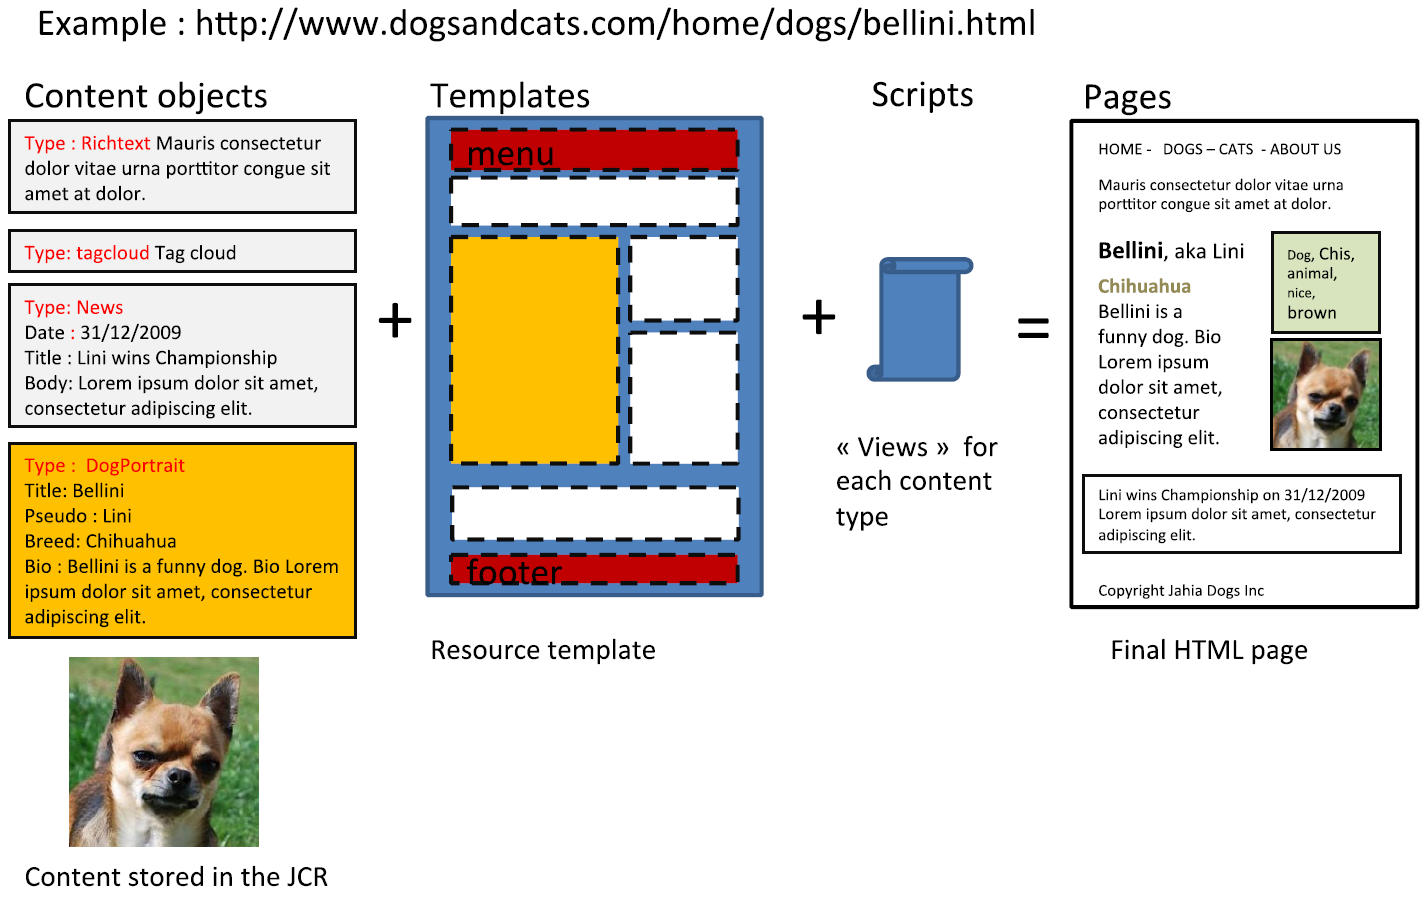 Example : http://www.dogsandcats.com/home/dogs/bellini.html
Content objects
Type : Richtext Mauris consectetur
dolor vitae urna porttitor congue sit
amet at dolor.
Type: tagcloud Tag cloud
Type: News
Date : 31/12/2009
Title : Lini wins Championship
Body: Lorem ipsum dolor sit amet,
consectetur adipiscing elit.
Type :  DogPortrait
Title: Bellini
Pseudo : Lini
Breed: Chihuahua
Bio : Bellini is a funny dog. Bio Lorem
ipsum dolor sit amet, consectetur
adipiscing elit.
Content stored in the JCR
+
Templates
menu
footer
Resource template
+
Scripts
« Views »  for
each content
type
=
Pages
HOME -   DOGS – CATS  - ABOUT US
Mauris consectetur dolor vitae urna
porttitor congue sit amet at dolor.
Bellini, aka Lini
Chihuahua
Bellini is a
funny dog. Bio
Lorem ipsum
dolor sit amet,
consectetur
adipiscing elit.
Dog, Chis,
animal,
nice,
brown
Lini wins Championship on 31/12/2009
Lorem ipsum dolor sit amet, consectetur
adipiscing elit.
Copyright Jahia Dogs Inc
Final HTML page